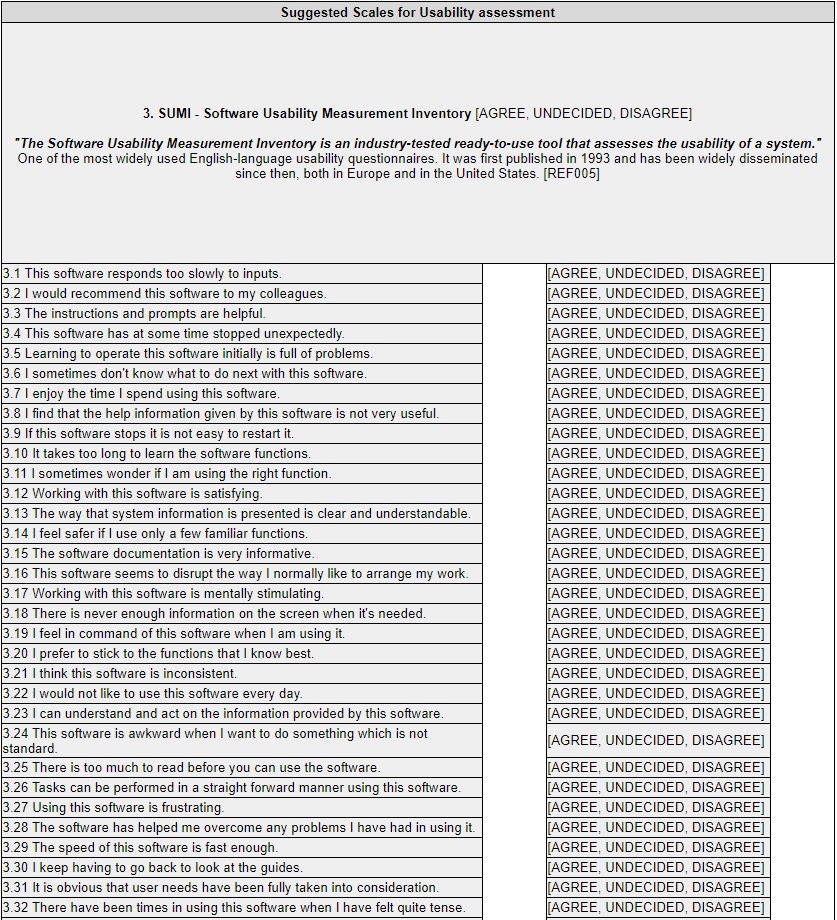 Suggested Scales for Usability assessment
3. SUMI - Software Usability Measurement Inventory [AGREE, UNDECIDED, DISAGREE]
"The Software Usability Measurement Inventory is an industry-tested ready-to-use tool that assesses the usability of a system."
One of the most widely used English-language usability questionnaires. It was first published in 1993 and has been widely disseminated
since then, both in Europe and in the United States. [REF005]
3.1 This software responds too slowly to inputs. [AGREE, UNDECIDED, DISAGREE]
3.2 I would recommend this software to my colleagues. [AGREE, UNDECIDED, DISAGREE]
3.3 The instructions and prompts are helpful. [AGREE, UNDECIDED, DISAGREE]
3.4 This software has at some time stopped unexpectedly. [AGREE, UNDECIDED, DISAGREE]
3.5 Learning to operate this software initially is full of problems. [AGREE, UNDECIDED, DISAGREE]
3.6 I sometimes don't know what to do next with this software. [AGREE, UNDECIDED, DISAGREE]
3.7 I enjoy the time I spend using this software. [AGREE, UNDECIDED, DISAGREE]
3.8 I find that the help information given by this software is not very useful. [AGREE, UNDECIDED, DISAGREE]
3.9 If this software stops it is not easy to restart it. [AGREE, UNDECIDED, DISAGREE]
3.10 It takes too long to learn the software functions. [AGREE, UNDECIDED, DISAGREE]
3.11 I sometimes wonder if I am using the right function. [AGREE, UNDECIDED, DISAGREE]
3.12 Working with this software is satisfying. [AGREE, UNDECIDED, DISAGREE]
3.13 The way that system information is presented is clear and understandable. [AGREE, UNDECIDED, DISAGREE]
3.14 I feel safer if I use only a few familiar functions. [AGREE, UNDECIDED, DISAGREE]
3.15 The software documentation is very informative. [AGREE, UNDECIDED, DISAGREE]
3.16 This software seems to disrupt the way I normally like to arrange my work. [AGREE, UNDECIDED, DISAGREE]
3.17 Working with this software is mentally stimulating. [AGREE, UNDECIDED, DISAGREE]
3.18 There is never enough information on the screen when it's needed. [AGREE, UNDECIDED, DISAGREE]
3.19 I feel in command of this software when I am using it. [AGREE, UNDECIDED, DISAGREE]
3.20 I prefer to stick to the functions that I know best. [AGREE, UNDECIDED, DISAGREE]
3.21 I think this software is inconsistent. [AGREE, UNDECIDED, DISAGREE]
3.22 I would not like to use this software every day. [AGREE, UNDECIDED, DISAGREE]
3.23 I can understand and act on the information provided by this software. [AGREE, UNDECIDED, DISAGREE]
3.24 This software is awkward when I want to do something which is not
standard. [AGREE, UNDECIDED, DISAGREE]
3.25 There is too much to read before you can use the software. [AGREE, UNDECIDED, DISAGREE]
3.26 Tasks can be performed in a straight forward manner using this software. [AGREE, UNDECIDED, DISAGREE]
3.27 Using this software is frustrating. [AGREE, UNDECIDED, DISAGREE]
3.28 The software has helped me overcome any problems I have had in using it. [AGREE, UNDECIDED, DISAGREE]
3.29 The speed of this software is fast enough. [AGREE, UNDECIDED, DISAGREE]
3.30 I keep having to go back to look at the guides. [AGREE, UNDECIDED, DISAGREE]
3.31 It is obvious that user needs have been fully taken into consideration. [AGREE, UNDECIDED, DISAGREE]
3.32 There have been times in using this software when I have felt quite tense. [AGREE, UNDECIDED, DISAGREE]